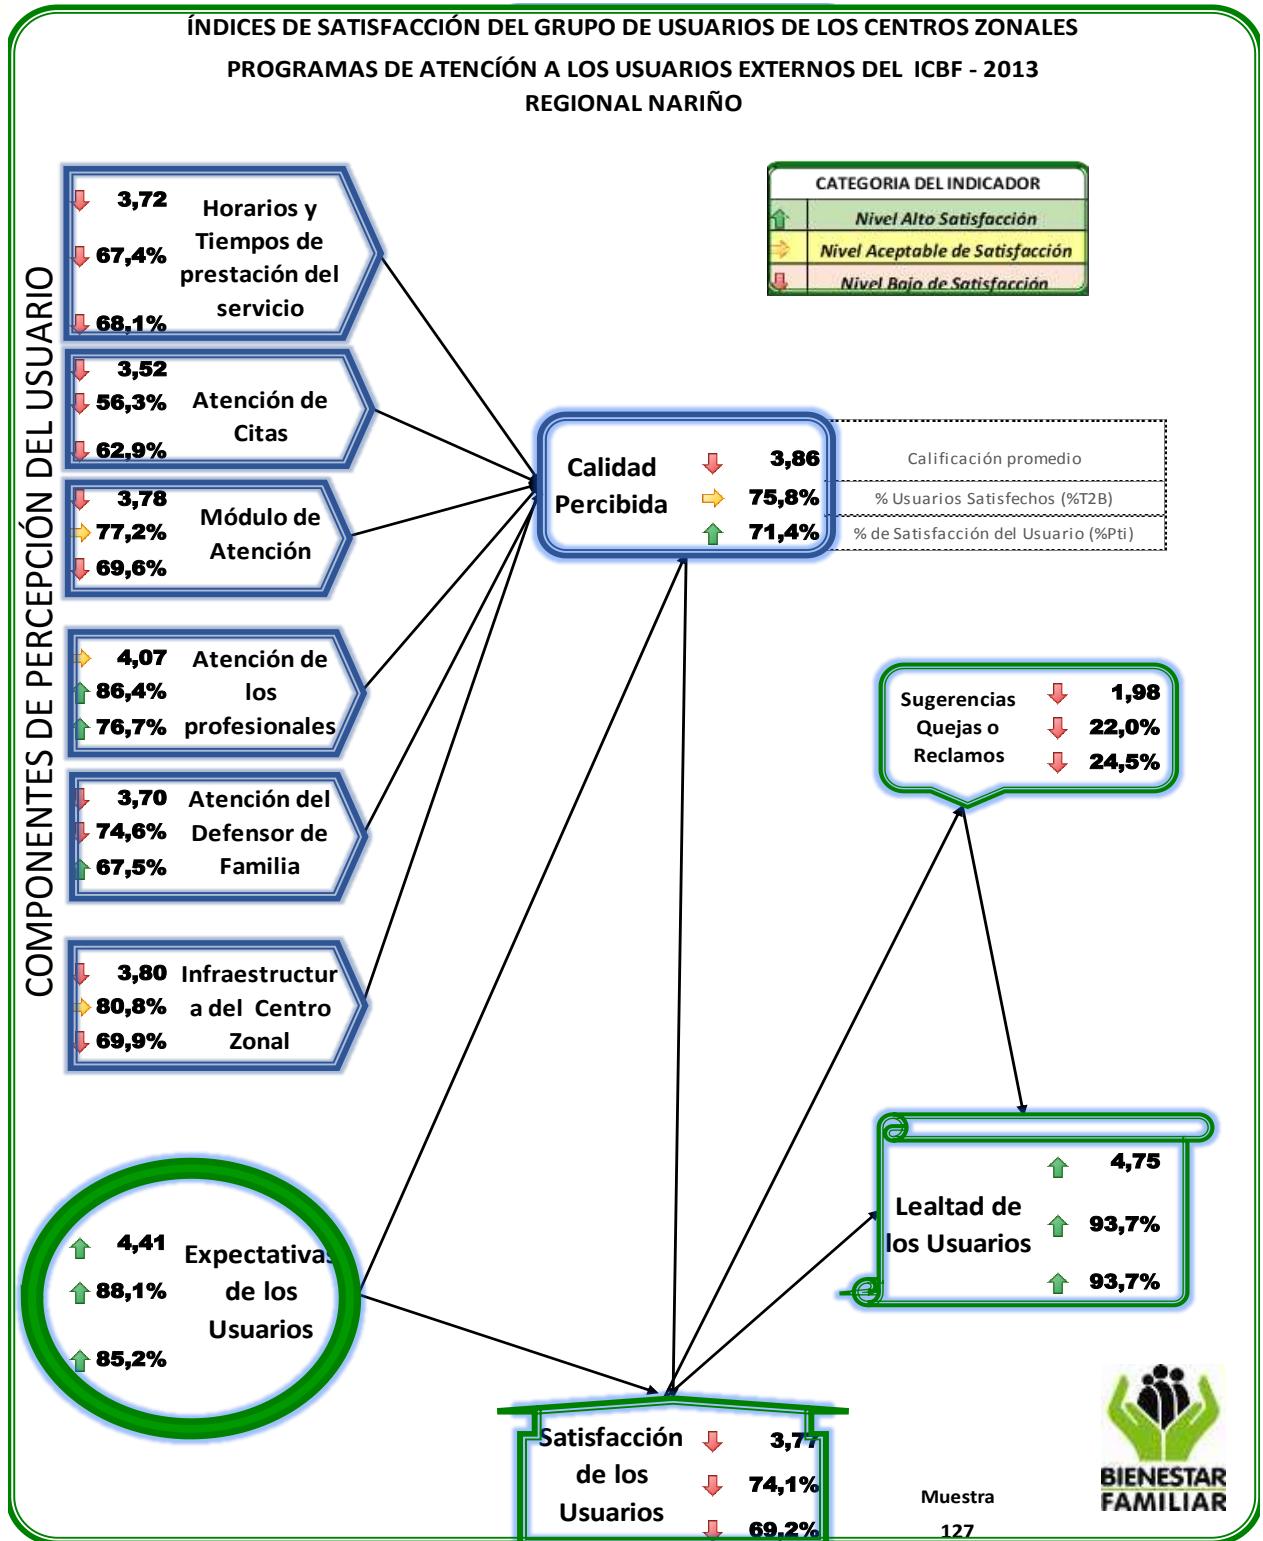 ÍNDICES DE SATISFACCIÓN DEL GRUPO DE USUARIOS DE LOS CENTROS ZONALES
PROGRAMAS DE ATENCÍÓN A LOS USUARIOS EXTERNOS DEL ICBF - 2013
REGIONAL NARIÑO
CATEGORIA DEL INDICADOR
Nivel Alto Satisfacción
Nivel Aceptable de Satisfacción
Nivel Bajo de Satisfacción
COMPONENTES DE PERCEPCIÓN DEL USUARIO
3,72
67,4%
68,1%
Horarios y
Tiempos de
prestación del
servicio
3,52
56,3%
62,9%
Atención de
Citas
3,78
77,2%
69,6%
Módulo de
Atención
4,07
86,4%
76,7%
Atención de
los
profesionales
3,70
74,6%
67,5%
Atención del
Defensor de
Familia
3,80
80,8%
69,9%
Infraestructur
a del Centro
Zonal
Calidad
Percibida
3,86
75,8%
71,4%
Calificación promedio
% Usuarios Satisfechos (%T2B)
% de Satisfacción del Usuario (%Pti)
Sugerencias
Quejas o
Reclamos
1,98
22,0%
24,5%
Lealtad de
los Usuarios
4,75
93,7%
93,7%
4,41
88,1%
85,2%
Expectativas
de los
Usuarios
Satisfacción
de los
Usuarios
3,77
74,1%
69,2%
Muestra
127
BIENESTAR
FAMILIAR